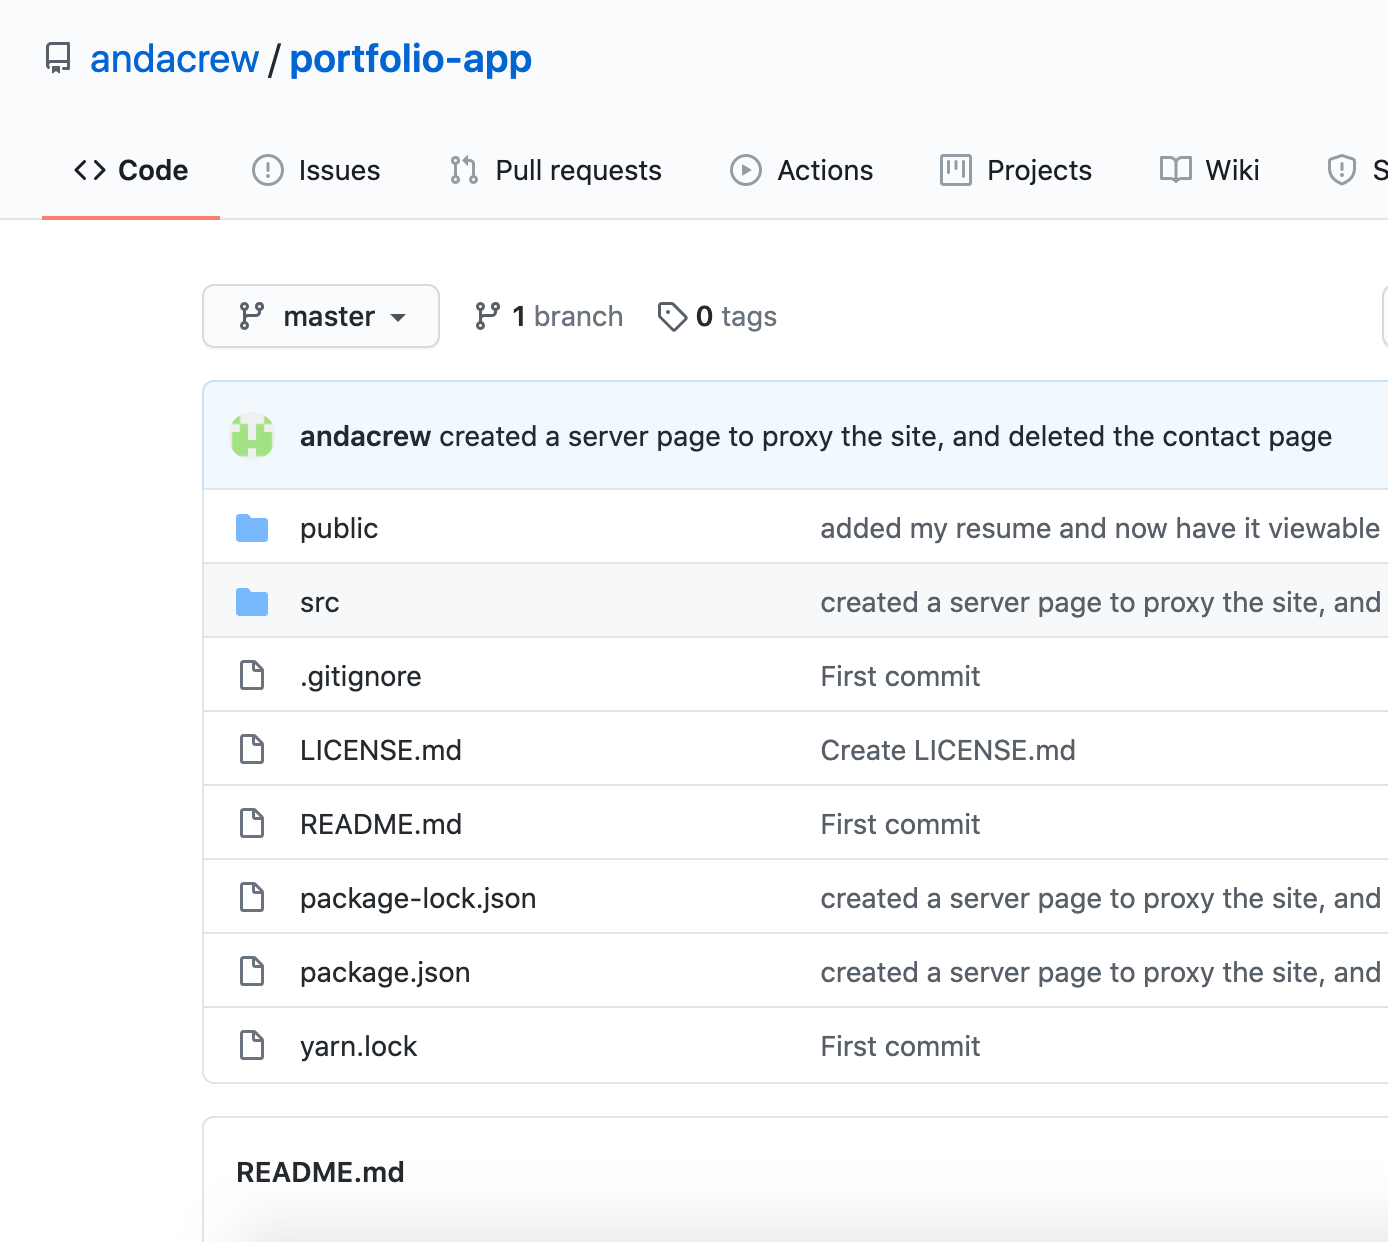 andacrew / portfolio-app
Code Issues Pull requests Actions Projects Wiki S
master 1 branch 0 tags
andacrew created a server page to proxy the site, and deleted the contact page
public added my resume and now have it viewable
src created a server page to proxy the site, and
.gitignore First commit
LICENSE.md Create LICENSE.md
README.md First commit
package-lock.json created a server page to proxy the site, and
package.json created a server page to proxy the site, and
yarn.lock First commit
README.md